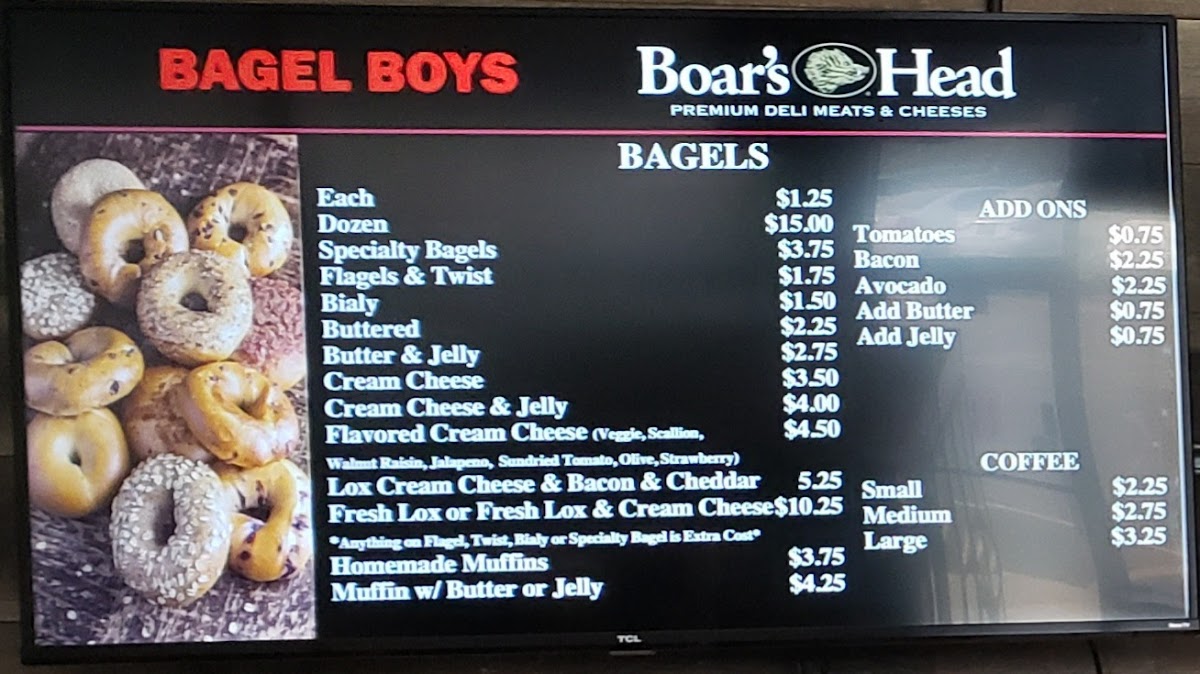 BAGEL BOYS
Boar's Head
PREMIUM DELI MEATS & CHEESES
BAGELS
Each $1.25
Dozen $15.00
Specialty Bagels $3.75
Flagels & Twist $1.75
Bialy $1.50
Buttered $2.25
Butter & Jelly $2.75
Cream Cheese $3.50
Cream Cheese & Jelly $4.00
Flavored Cream Cheese (Veggie, Scallion, $4.50
Walnut Raisin, Jalapeno, Sundried Tomato, Olive, Strawberry)
Lox Cream Cheese & Bacon & Cheddar 5.25
Fresh Lox or Fresh Lox & Cream Cheese $10.25
*Anything on Flagel, Twist, Bialy or Specialty Bagel is Extra Cost*
Homemade Muffins $3.75
Muffin w/ Butter or Jelly $4.25
ADD ONS
Tomatoes $0.75
Bacon $2.25
Avocado $2.25
Add Butter $0.75
Add Jelly $0.75
COFFEE
Small $2.25
Medium $2.75
Large $3.25
TCL